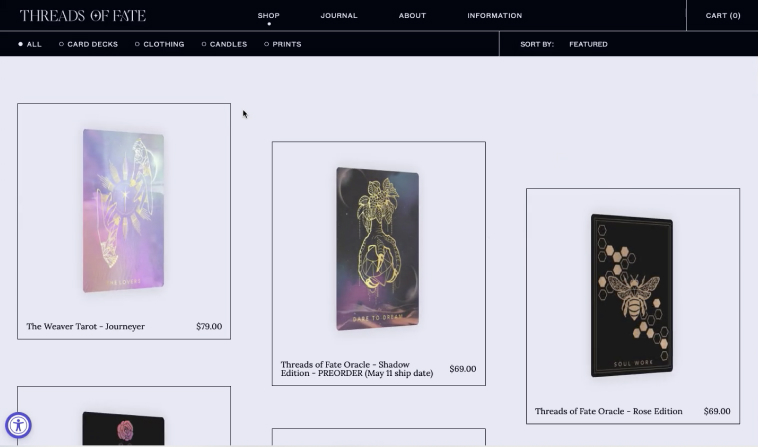 THREADS OF FATE
SHOP
JOURNAL
ABOUT
INFORMATION
CART (0)
ALL
CARD DECKS
CLOTHING
CANDLES
PRINTS
SORT BY: FEATURED
THE LOVERS
The Weaver Tarot - Journeyer $79.00
DARE TO DREAM
Threads of Fate Oracle - Shadow
Edition - PREORDER (May 11 ship date) $69.00
SOUL WORK
Threads of Fate Oracle - Rose Edition $69.00